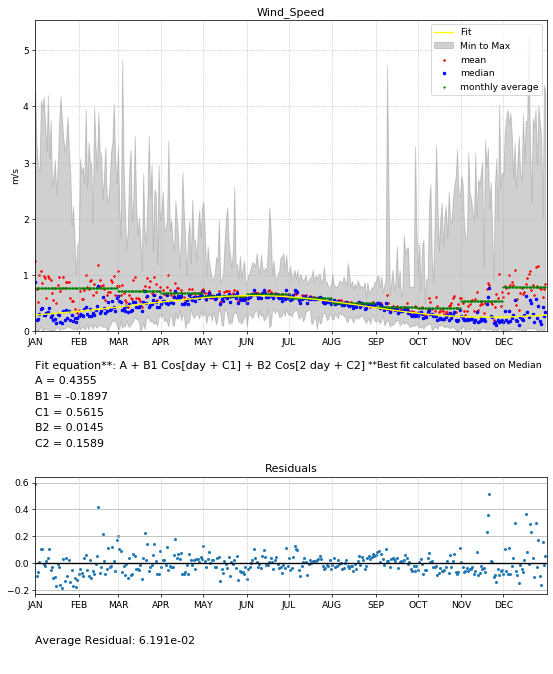 Wind_Speed
Fit
Min to Max
mean
median
monthly average
5
4
3
2
1
0
m/s
JAN FEB MAR APR MAY JUN JUL AUG SEP OCT NOV DEC
Fit equation**: A + B1 Cos[day + C1] + B2 Cos[2 day + C2] **Best fit calculated based on Median
A = 0.4355
B1 = -0.1897
C1 = 0.5615
B2 = 0.0145
C2 = 0.1589
Residuals
0.6
0.4
0.2
0.0
−0.2
JAN FEB MAR APR MAY JUN JUL AUG SEP OCT NOV DEC
Average Residual: 6.191e-02